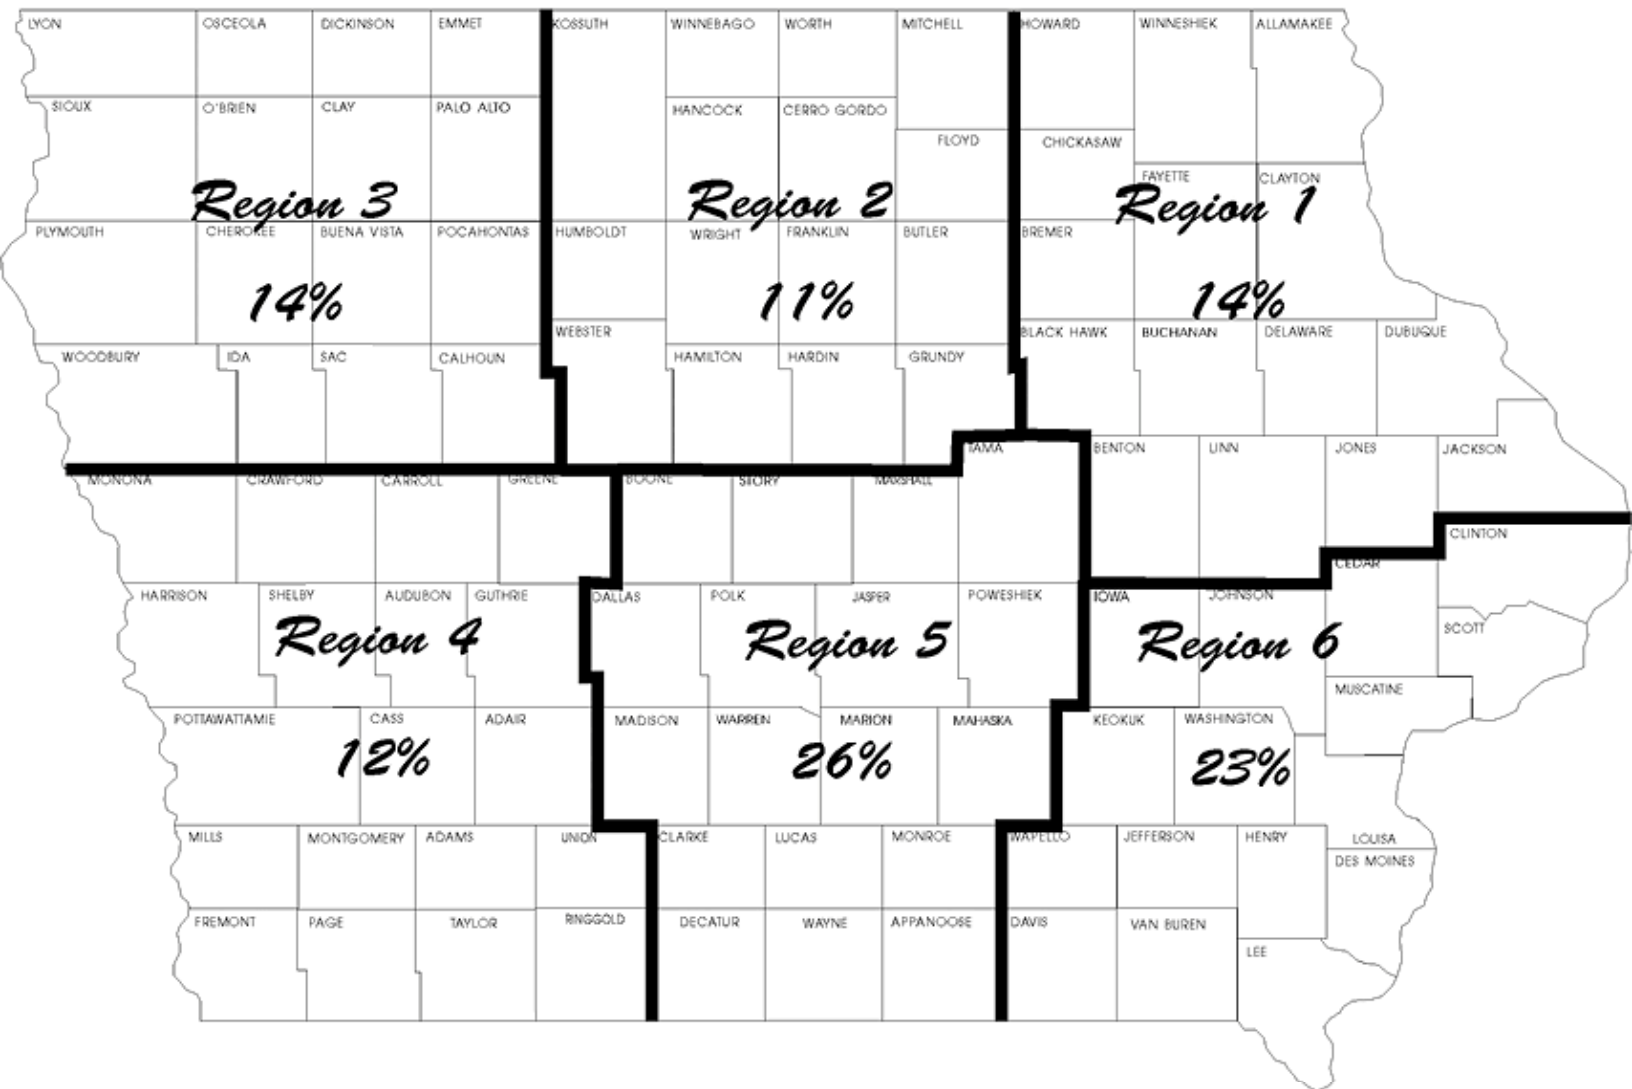 LYON OSCEOLA DICKINSON EMMET KOSSUTH WINNEBAGO WORTH MITCHELL HOWARD WINNESHIEK ALLAMAKEE
SIOUX O'BRIEN CLAY PALO ALTO HANCOCK CERRO GORDO
FLOYD CHICKASAW
FAYETTE CLAYTON
Region 3 Region 2 Region 1
PLYMOUTH CHEROKEE BUENA VISTA POCAHONTAS HUMBOLDT WRIGHT FRANKLIN BUTLER BREMER
14% 11% 14%
WEBSTER BLACK HAWK BUCHANAN DELAWARE DUBUQUE
WOODBURY IDA SAC CALHOUN HAMILTON HARDIN GRUNDY
TAMA BENTON LINN JONES JACKSON
MONONA CRAWFORD CARROLL GREENE BOONE STORY MARSHALL
CLINTON
CEDAR
HARRISON SHELBY AUDUBON GUTHRIE DALLAS POLK JASPER POWESHIEK IOWA JOHNSON
SCOTT
Region 4 Region 5 Region 6
MUSCATINE
POTTAWATTAMIE CASS ADAIR MADISON WARREN MARION MAHASKA KEOKUK WASHINGTON
12% 26% 23%
MILLS MONTGOMERY ADAMS UNION CLARKE LUCAS MONROE WAPELLO JEFFERSON HENRY LOUISA
DES MOINES
FREMONT PAGE TAYLOR RINGGOLD DECATUR WAYNE APPANOOSE DAVIS VAN BUREN
LEE